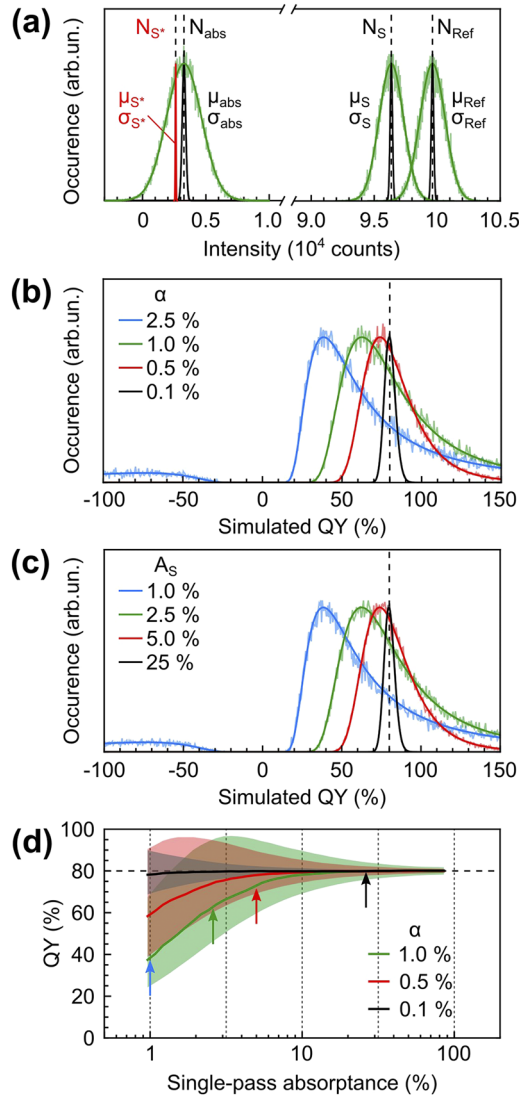 (a)
N_S* N_abs N_S N_Ref
μ_S* μ_abs μ_S μ_Ref
σ_S* σ_abs σ_S σ_Ref
Occurence (arb.un.)
0 0.4 0.8 1.0 9.0 9.5 10 10.5
Intensity (10⁴ counts)
(b)
α
2.5 %
1.0 %
0.5 %
0.1 %
Occurence (arb.un.)
-100 -50 0 50 100 150
Simulated QY (%)
(c)
A_S
1.0 %
2.5 %
5.0 %
25 %
Occurence (arb.un.)
-100 -50 0 50 100 150
Simulated QY (%)
(d)
100
80
60
40
20
0
QY (%)
α
1.0 %
0.5 %
0.1 %
1 10 100
Single-pass absorptance (%)